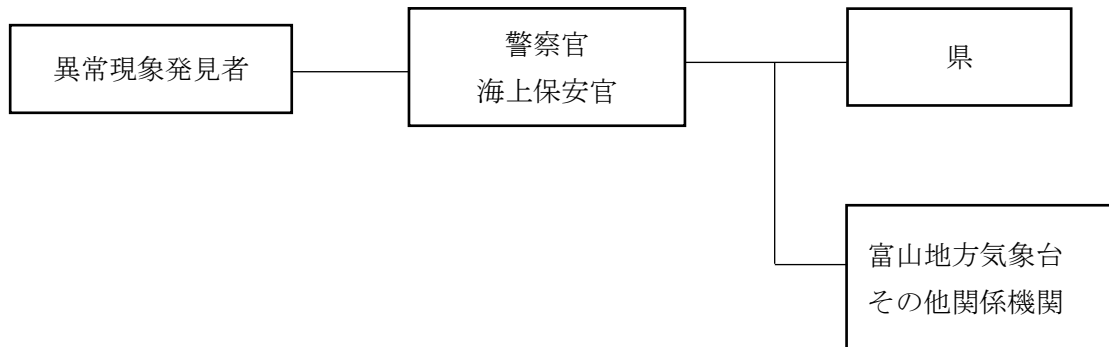 異常現象発見者
警察官
海上保安官
県
富山地方気象台
その他関係機関